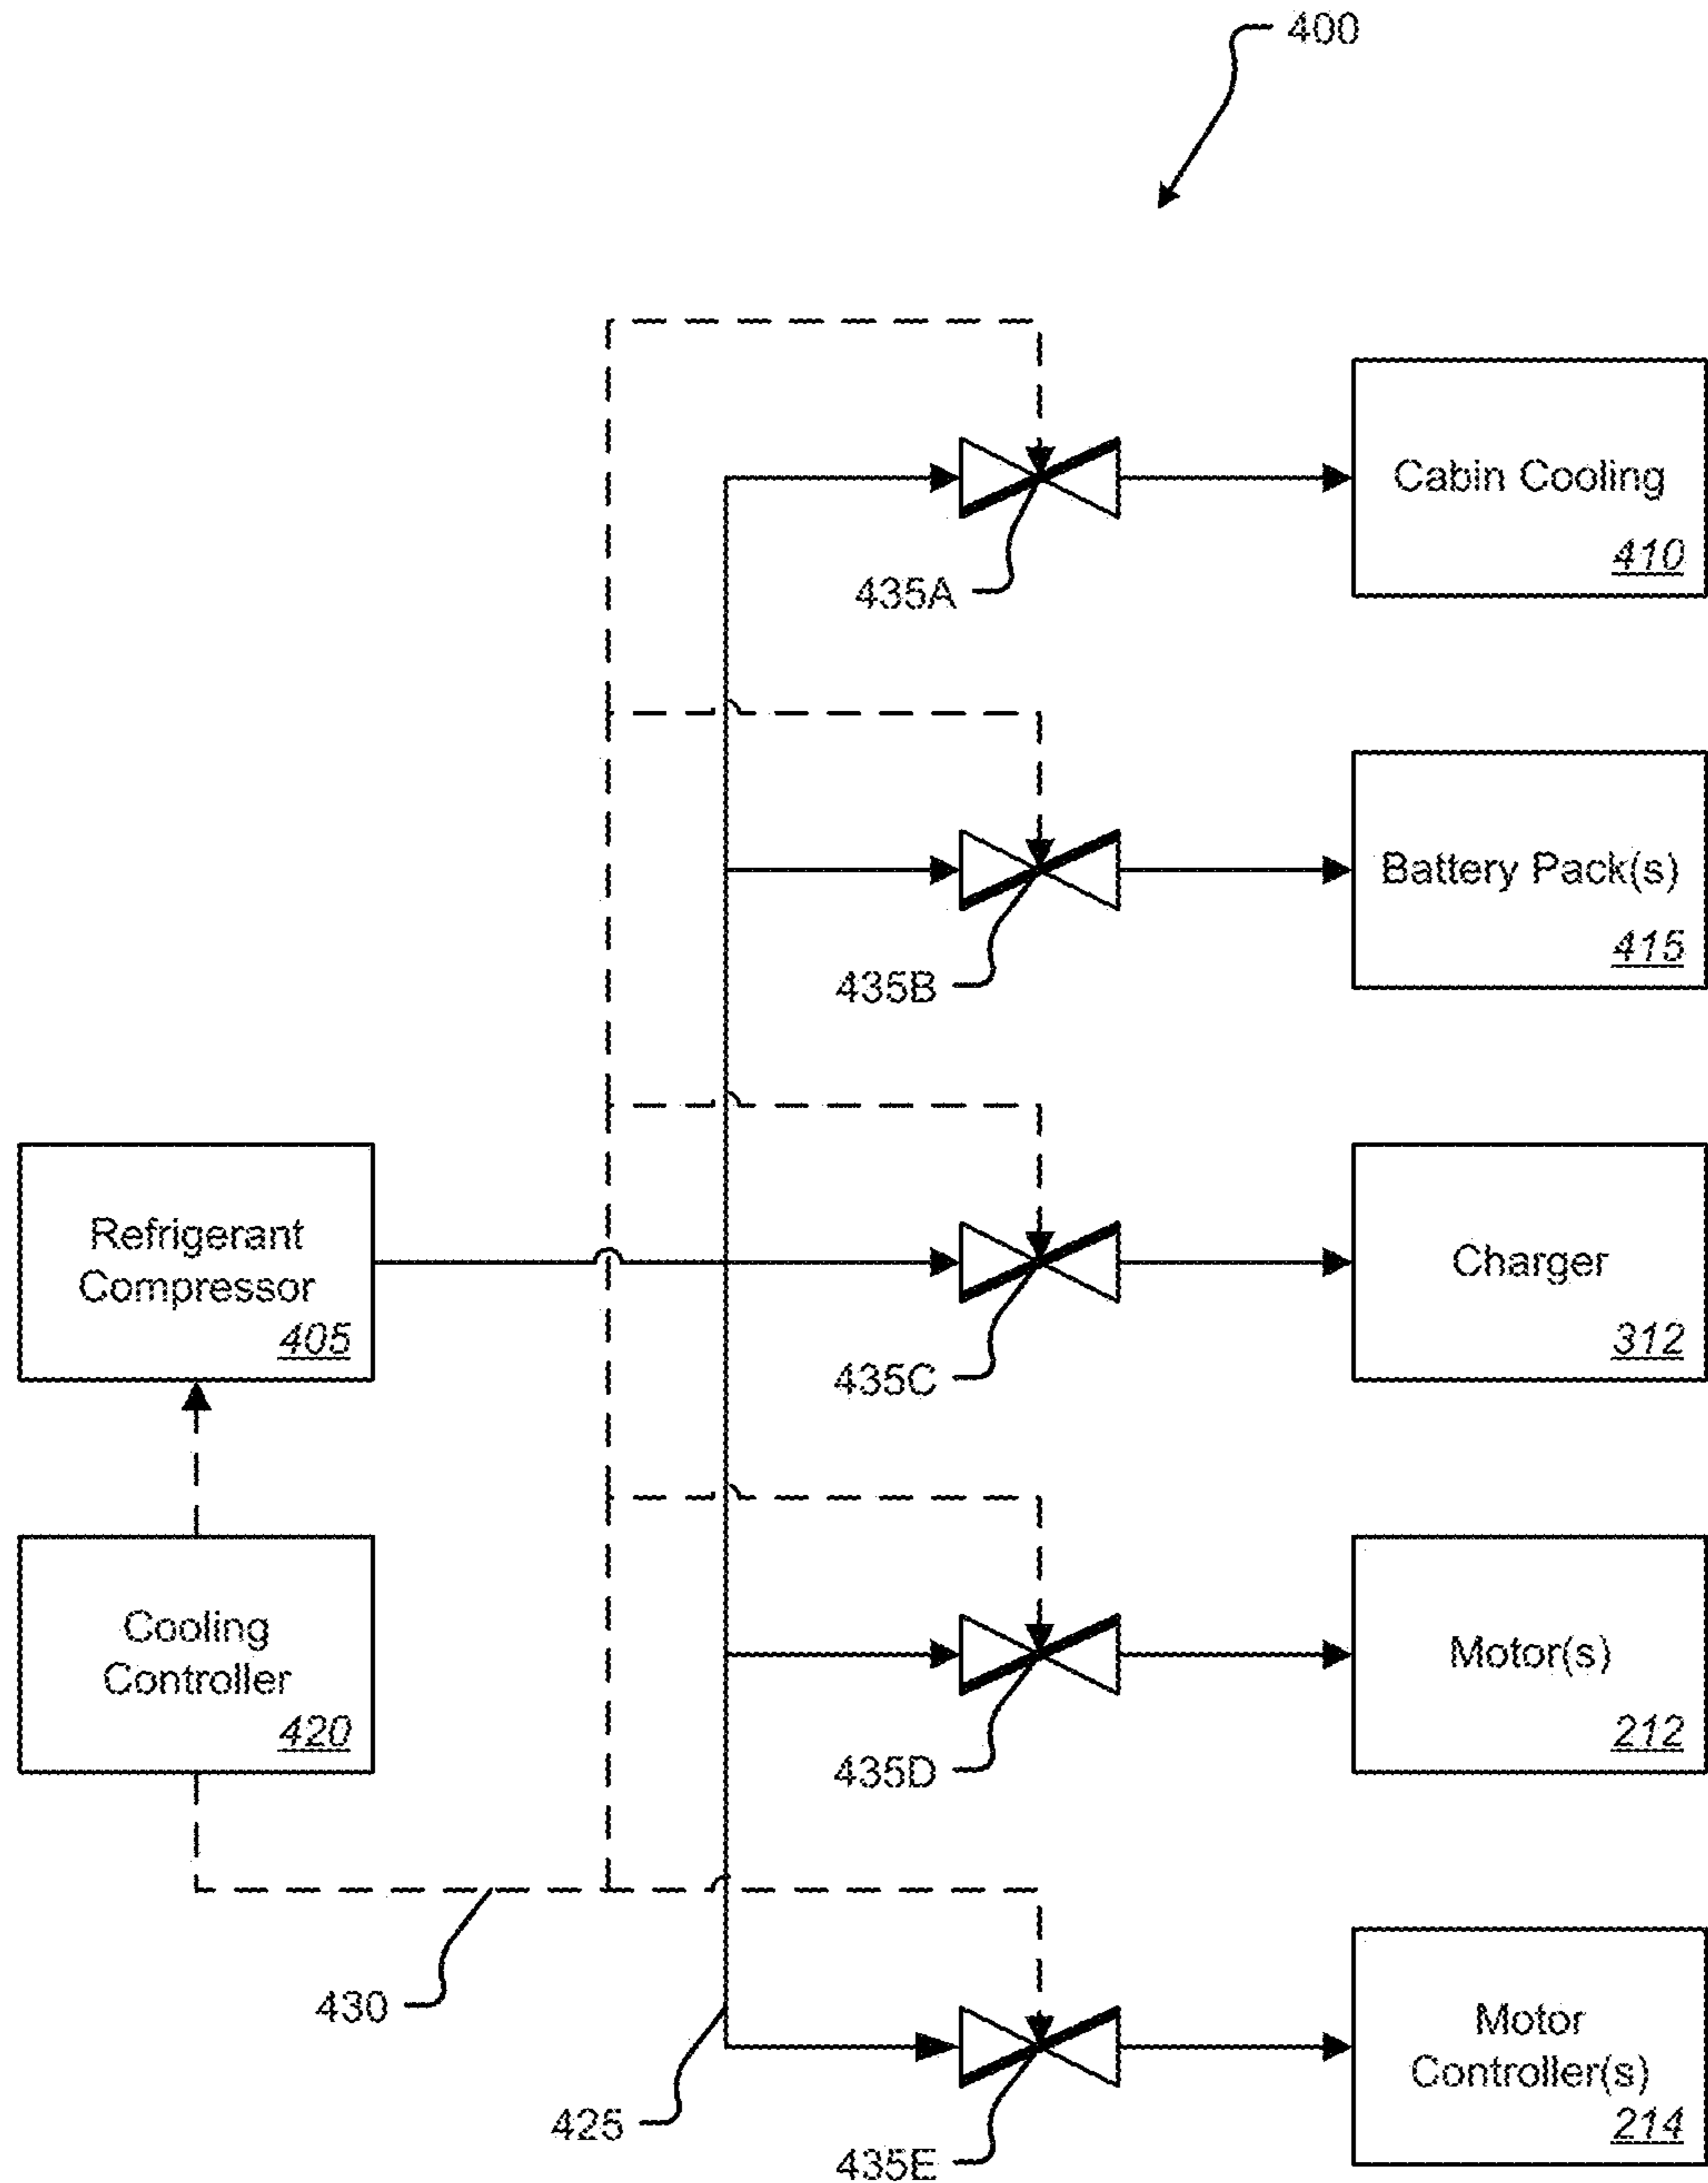 400
Cabin Cooling
410
435A
Battery Pack(s)
415
435B
Refrigerant
Compressor
405
Charger
312
435C
Cooling
Controller
420
Motor(s)
212
435D
430
Motor
Controller(s)
214
425
435E